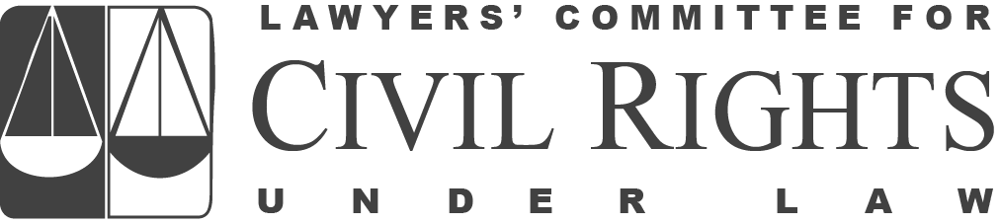 LAWYERS’ COMMITTEE FOR
CIVIL RIGHTS
UNDER LAW